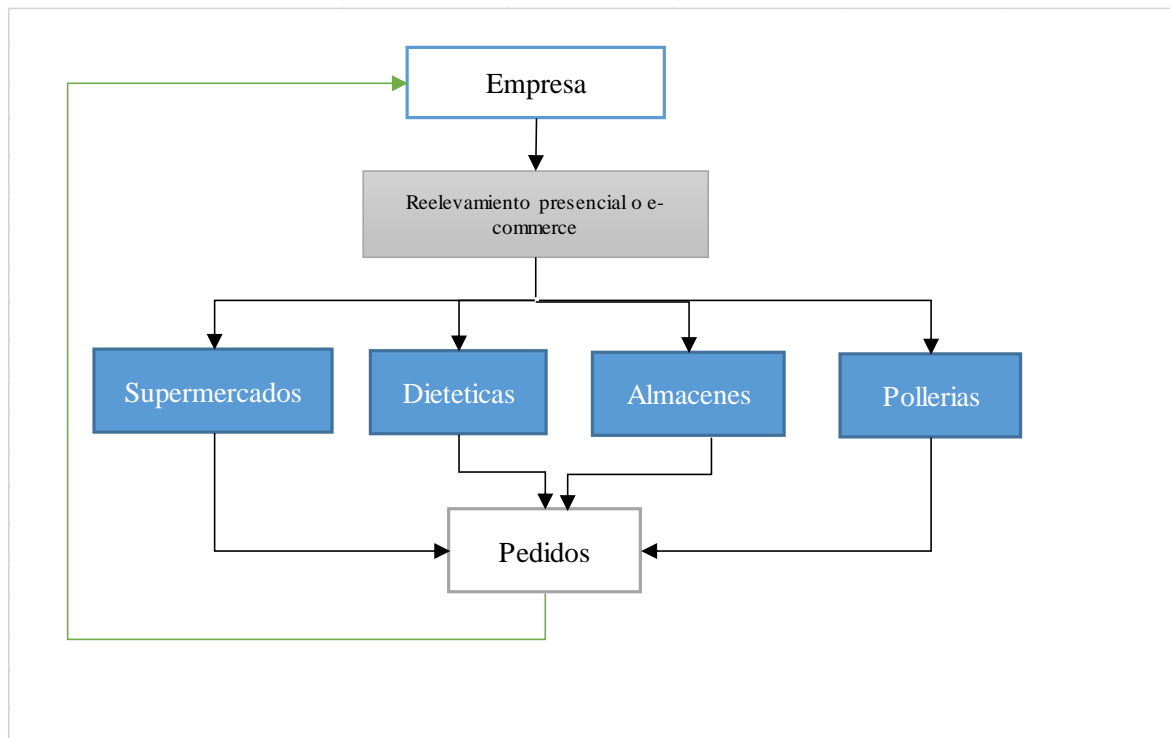 Empresa
Reelevamiento presencial o e-
commerce
Supermercados
Dieteticas
Almacenes
Pollerias
Pedidos